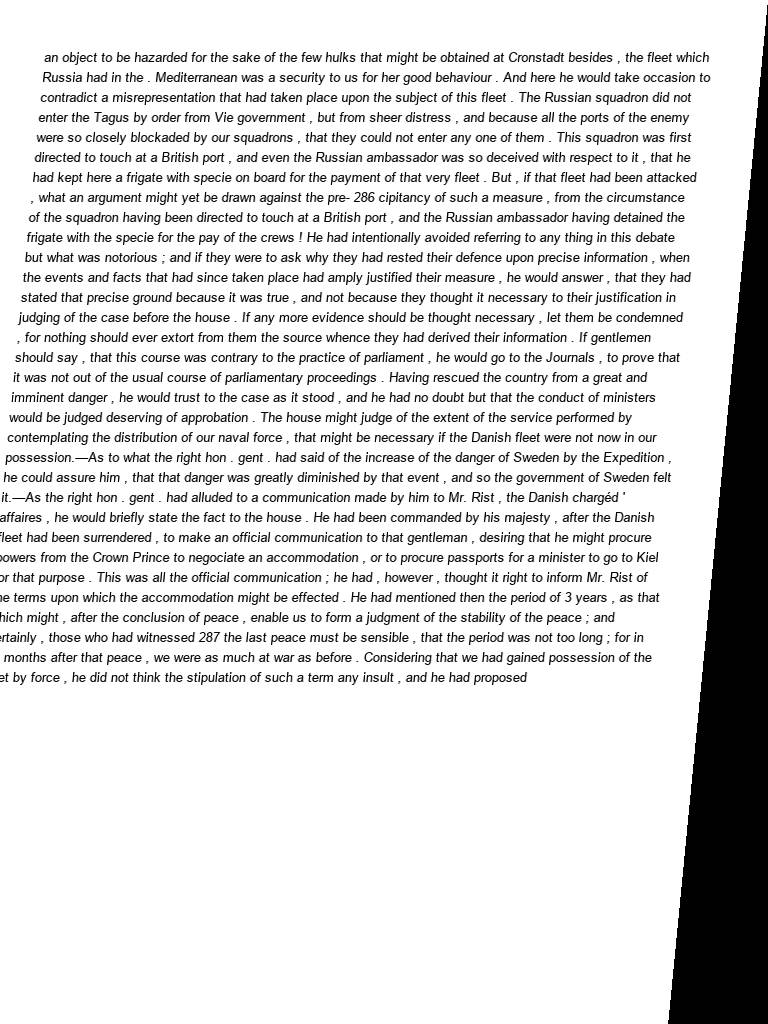 an object to be hazarded for the sake of the few hulks that might be obtained at Cronstadt besides , the fleet which
Russia had in the . Mediterranean was a security to us for her good behaviour . And here he would take occasion to
contradict a misrepresentation that had taken place upon the subject of this fleet . The Russian squadron did not
enter the Tagus by order from Vie government , but from sheer distress , and because all the ports of the enemy
were so closely blockaded by our squadrons , that they could not enter any one of them . This squadron was first
directed to touch at a British port , and even the Russian ambassador was so deceived with respect to it , that he
had kept here a frigate with specie on board for the payment of that very fleet . But , if that fleet had been attacked
, what an argument might yet be drawn against the pre- 286 cipitancy of such a measure , from the circumstance
of the squadron having been directed to touch at a British port , and the Russian ambassador having detained the
frigate with the specie for the pay of the crews ! He had intentionally avoided referring to any thing in this debate
but what was notorious ; and if they were to ask why they had rested their defence upon precise information , when
the events and facts that had since taken place had amply justified their measure , he would answer , that they had
stated that precise ground because it was true , and not because they thought it necessary to their justification in
judging of the case before the house . If any more evidence should be thought necessary , let them be condemned
, for nothing should ever extort from them the source whence they had derived their information . If gentlemen
should say , that this course was contrary to the practice of parliament , he would go to the Journals , to prove that
it was not out of the usual course of parliamentary proceedings . Having rescued the country from a great and
imminent danger , he would trust to the case as it stood , and he had no doubt but that the conduct of ministers
would be judged deserving of approbation . The house might judge of the extent of the service performed by
contemplating the distribution of our naval force , that might be necessary if the Danish fleet were not now in our
possession.—As to what the right hon . gent . had said of the increase of the danger of Sweden by the Expedition ,
he could assure him , that that danger was greatly diminished by that event , and so the government of Sweden felt
it.—As the right hon . gent . had alluded to a communication made by him to Mr. Rist , the Danish chargéd '
affaires , he would briefly state the fact to the house . He had been commanded by his majesty , after the Danish
fleet had been surrendered , to make an official communication to that gentleman , desiring that he might procure
powers from the Crown Prince to negociate an accommodation , or to procure passports for a minister to go to Kiel
or that purpose . This was all the official communication ; he had , however , thought it right to inform Mr. Rist of
he terms upon which the accommodation might be effected . He had mentioned then the period of 3 years , as that
hich might , after the conclusion of peace , enable us to form a judgment of the stability of the peace ; and
ertainly , those who had witnessed 287 the last peace must be sensible , that the period was not too long ; for in
months after that peace , we were as much at war as before . Considering that we had gained possession of the
et by force , he did not think the stipulation of such a term any insult , and he had proposed